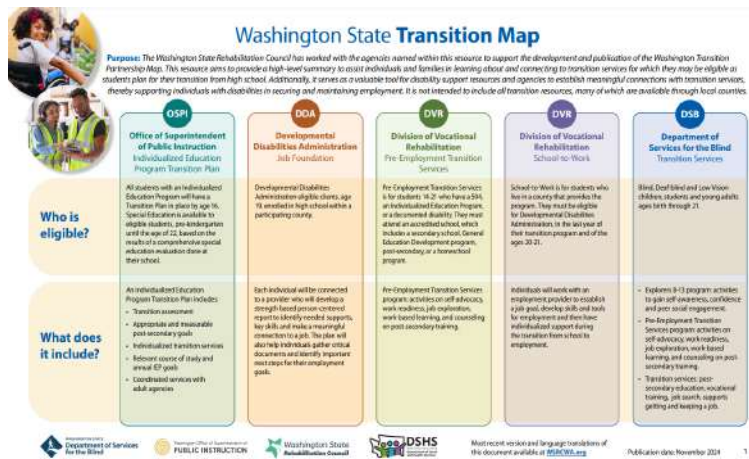 Washington State Transition Map
Purpose: The Washington State Rehabilitation Council has worked with the agencies named within this resource to support the development and publication of the Washington Transition
Partnership Map. This resource aims to provide a high-level summary to assist individuals and families in learning about and connecting to transition services for which they may be eligible as
students plan for their transition from high school. Additionally, it serves as a valuable tool for disability support resources and agencies to establish meaningful connections with transition services,
thereby supporting individuals with disabilities in securing and maintaining employment. It is not intended to include all transition resources, many of which are available through local counties.
OSPI
Office of Superintendent
of Public Instruction
Individualized Education
Program Transition Plan
DDA
Developmental
Disabilities Administration
Job Foundation
DVR
Division of Vocational
Rehabilitation
Pre-Employment Transition
Services
DVR
Division of Vocational
Rehabilitation
School-to-Work
DSB
Department of
Services for the Blind
Transition Services
Who is
eligible?
All students with an Individualized
Education Program will have a
Transition Plan in place by age 16.
Special Education is available to
eligible students, pre-kindergarten
until the age of 22, based on the
results of a comprehensive special
education evaluation done at
their school.
Developmental Disabilities
Administration-eligible clients, age
19, enrolled in high school within a
participating county.
Pre-Employment Transition Services
is for students 14-21 who have a 504,
an Individualized Education Program,
or a documented disability. They must
attend an accredited school, which
includes a secondary school, General
Education Development program,
post-secondary, or a homeschool
program.
School-to-Work is for students who
live in a county that provides the
program. They must be eligible
for Developmental Disabilities
Administration, in the last year of
their transition program and of the
ages 20-21.
Blind, Deaf blind and Low Vision
children, students and young adults
ages birth through 21.
What does
it include?
An Individualized Education
Program Transition Plan includes:
• Transition assessment
• Appropriate and measurable
post-secondary goals
• Individualized transition services
• Relevant course of study and
annual IEP goals
• Coordinated services with
adult agencies
Each individual will be connected
to a provider who will develop a
strength based person-centered
report to identify needed supports,
key skills and make a meaningful
connection to a job. The plan will
also help individuals gather critical
documents and identify important
next steps for their employment
goals.
Pre-Employment Transition Services
program: activities on self advocacy,
work readiness, job exploration,
work based learning, and counseling
on post secondary training.
Individuals will work with an
employment provider to establish
a job goal, develop skills and tools
for employment and then have
individualized support during
the transition from school to
employment.
• Explorers 8-13 program: activities
to gain self-awareness, confidence
and peer social engagement.
• Pre-Employment Transition
Services program: activities on
self-advocacy, work readiness,
job exploration, work based
learning, and counseling on post-
secondary training.
• Transition services: post-
secondary education, vocational
training, job search, supports
getting and keeping a job.
Department of Services
for the Blind
Washington Office of Superintendent of
PUBLIC INSTRUCTION
Washington State
Rehabilitation Council
DSHS
Most recent version and language translations of
this document available at WSRCWA.org
Publication date: November 2024
1